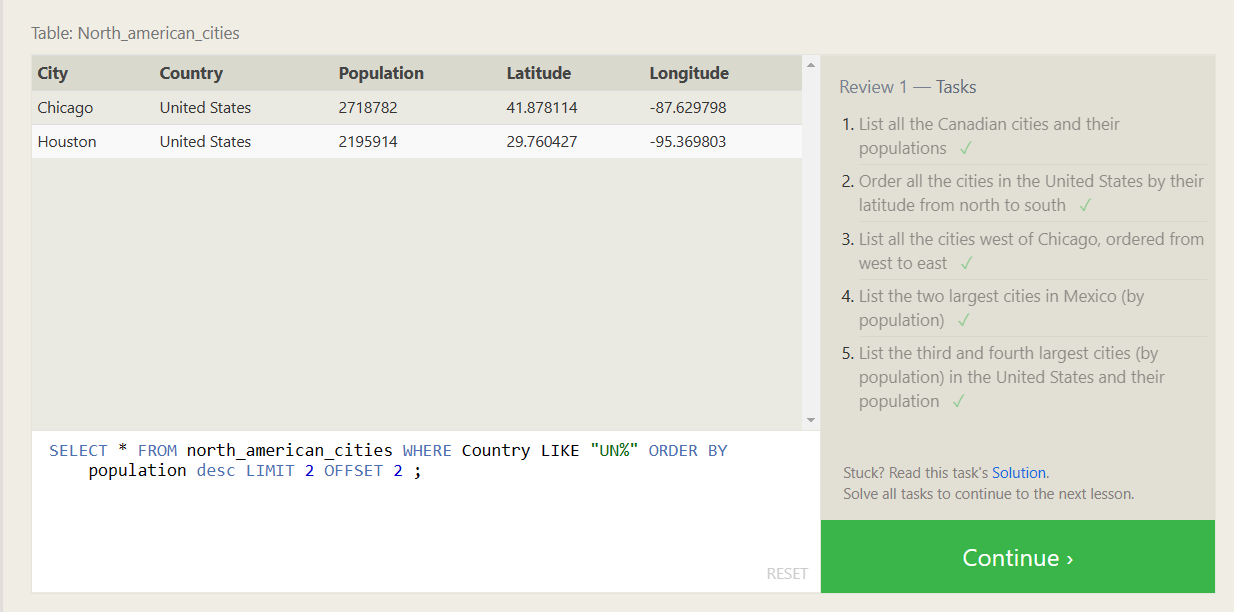 Table: North_american_cities
City Country Population Latitude Longitude
Chicago United States 2718782 41.878114 -87.629798
Houston United States 2195914 29.760427 -95.369803
SELECT * FROM north_american_cities WHERE Country LIKE "UN%" ORDER BY
population desc LIMIT 2 OFFSET 2 ;
RESET
Review 1 — Tasks
1. List all the Canadian cities and their
populations ✓
2. Order all the cities in the United States by their
latitude from north to south ✓
3. List all the cities west of Chicago, ordered from
west to east ✓
4. List the two largest cities in Mexico (by
population) ✓
5. List the third and fourth largest cities (by
population) in the United States and their
population ✓
Stuck? Read this task's Solution.
Solve all tasks to continue to the next lesson.
Continue ›